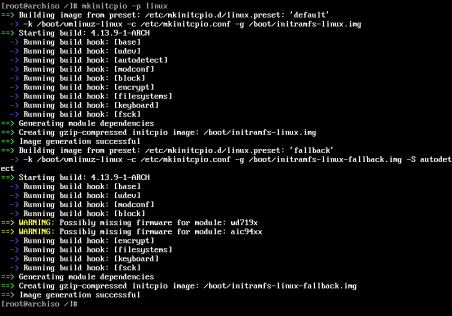 [root@archiso /]# mkinitcpio -p linux
==> Building image from preset: /etc/mkinitcpio.d/linux.preset: 'default'
  -> -k /boot/vmlinuz-linux -c /etc/mkinitcpio.conf -g /boot/initramfs-linux.img
==> Starting build: 4.13.9-1-ARCH
  -> Running build hook: [base]
  -> Running build hook: [udev]
  -> Running build hook: [autodetect]
  -> Running build hook: [modconf]
  -> Running build hook: [block]
  -> Running build hook: [encrypt]
  -> Running build hook: [filesystems]
  -> Running build hook: [keyboard]
  -> Running build hook: [fsck]
==> Generating module dependencies
==> Creating gzip-compressed initcpio image: /boot/initramfs-linux.img
==> Image generation successful
==> Building image from preset: /etc/mkinitcpio.d/linux.preset: 'fallback'
  -> -k /boot/vmlinuz-linux -c /etc/mkinitcpio.conf -g /boot/initramfs-linux-fallback.img -S autodet
ect
==> Starting build: 4.13.9-1-ARCH
  -> Running build hook: [base]
  -> Running build hook: [udev]
  -> Running build hook: [modconf]
  -> Running build hook: [block]
==> WARNING: Possibly missing firmware for module: wd719x
==> WARNING: Possibly missing firmware for module: aic94xx
  -> Running build hook: [encrypt]
  -> Running build hook: [filesystems]
  -> Running build hook: [keyboard]
  -> Running build hook: [fsck]
==> Generating module dependencies
==> Creating gzip-compressed initcpio image: /boot/initramfs-linux-fallback.img
==> Image generation successful
[root@archiso /]#